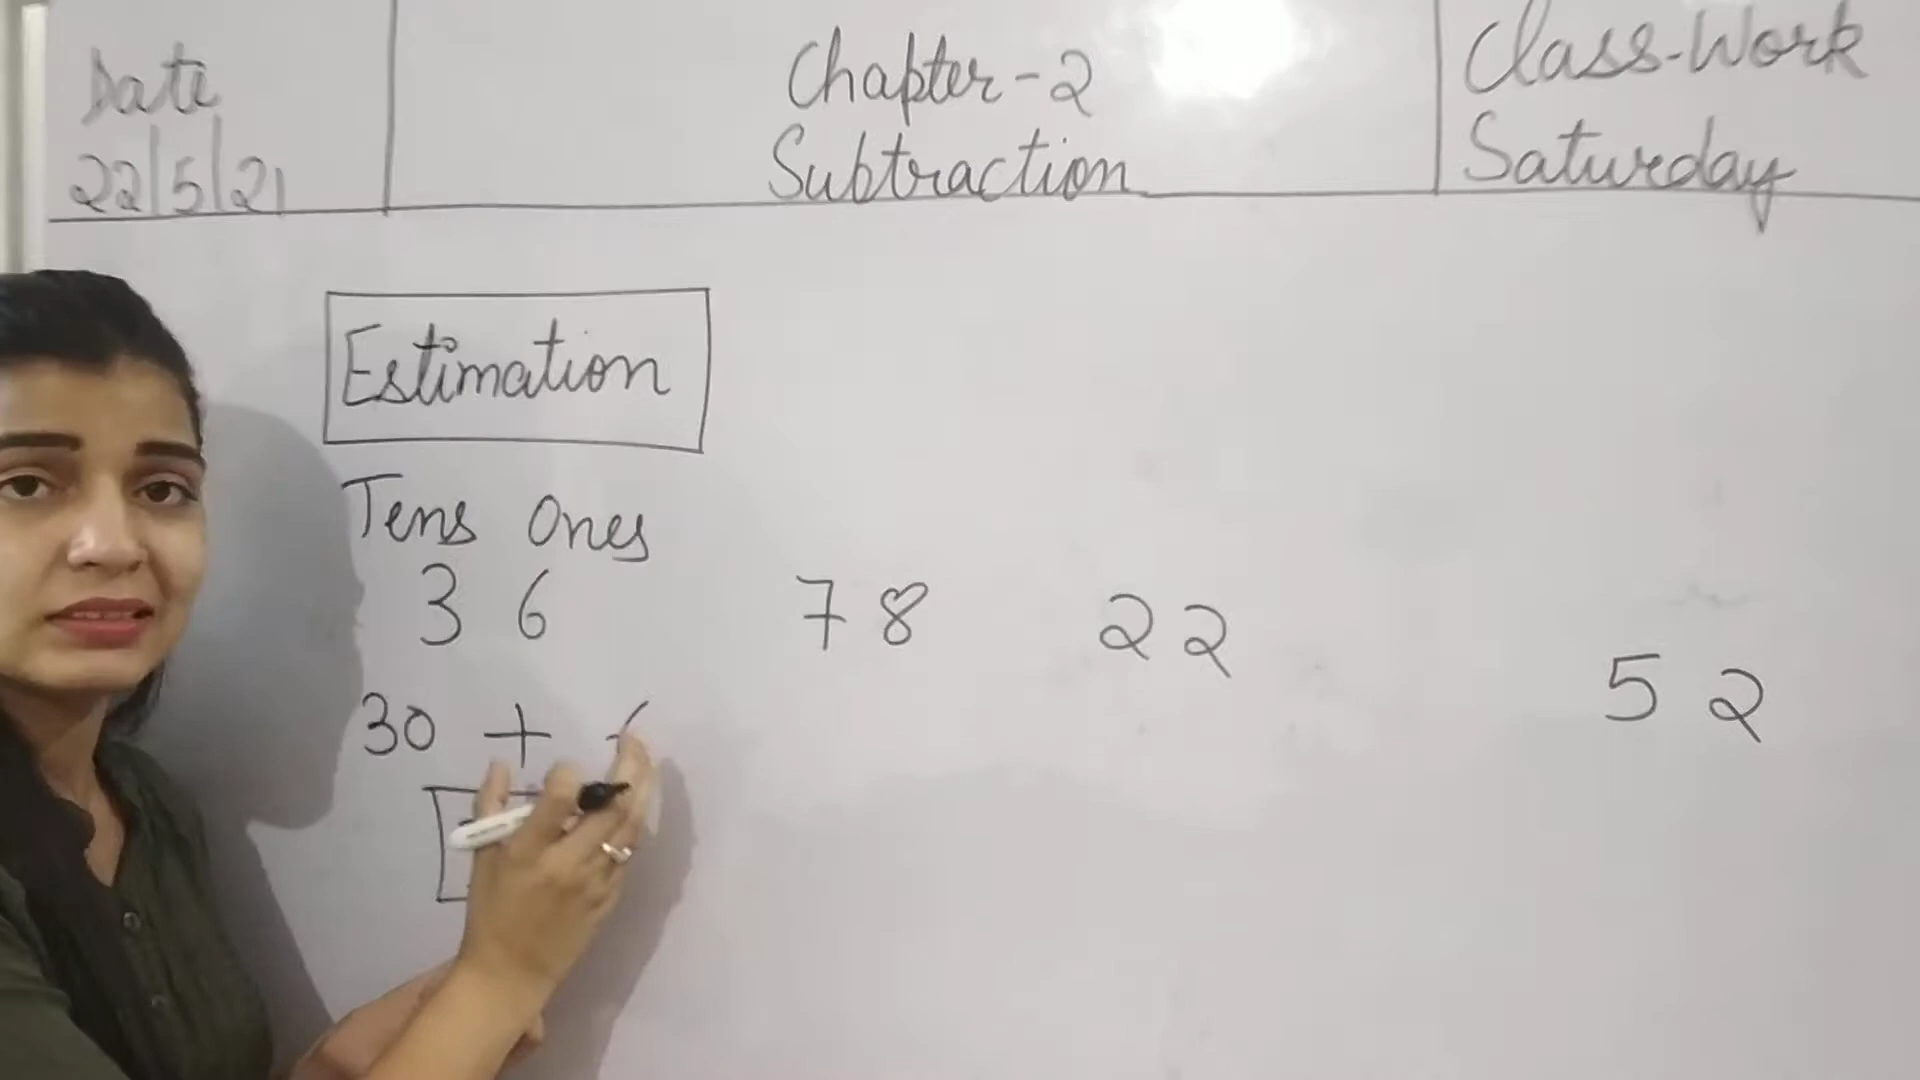 Date
22/5/21
Chapter-2
Subtraction
Class-Work
Saturday
Estimation
Tens Ones
3 6
78
22
52
30 +